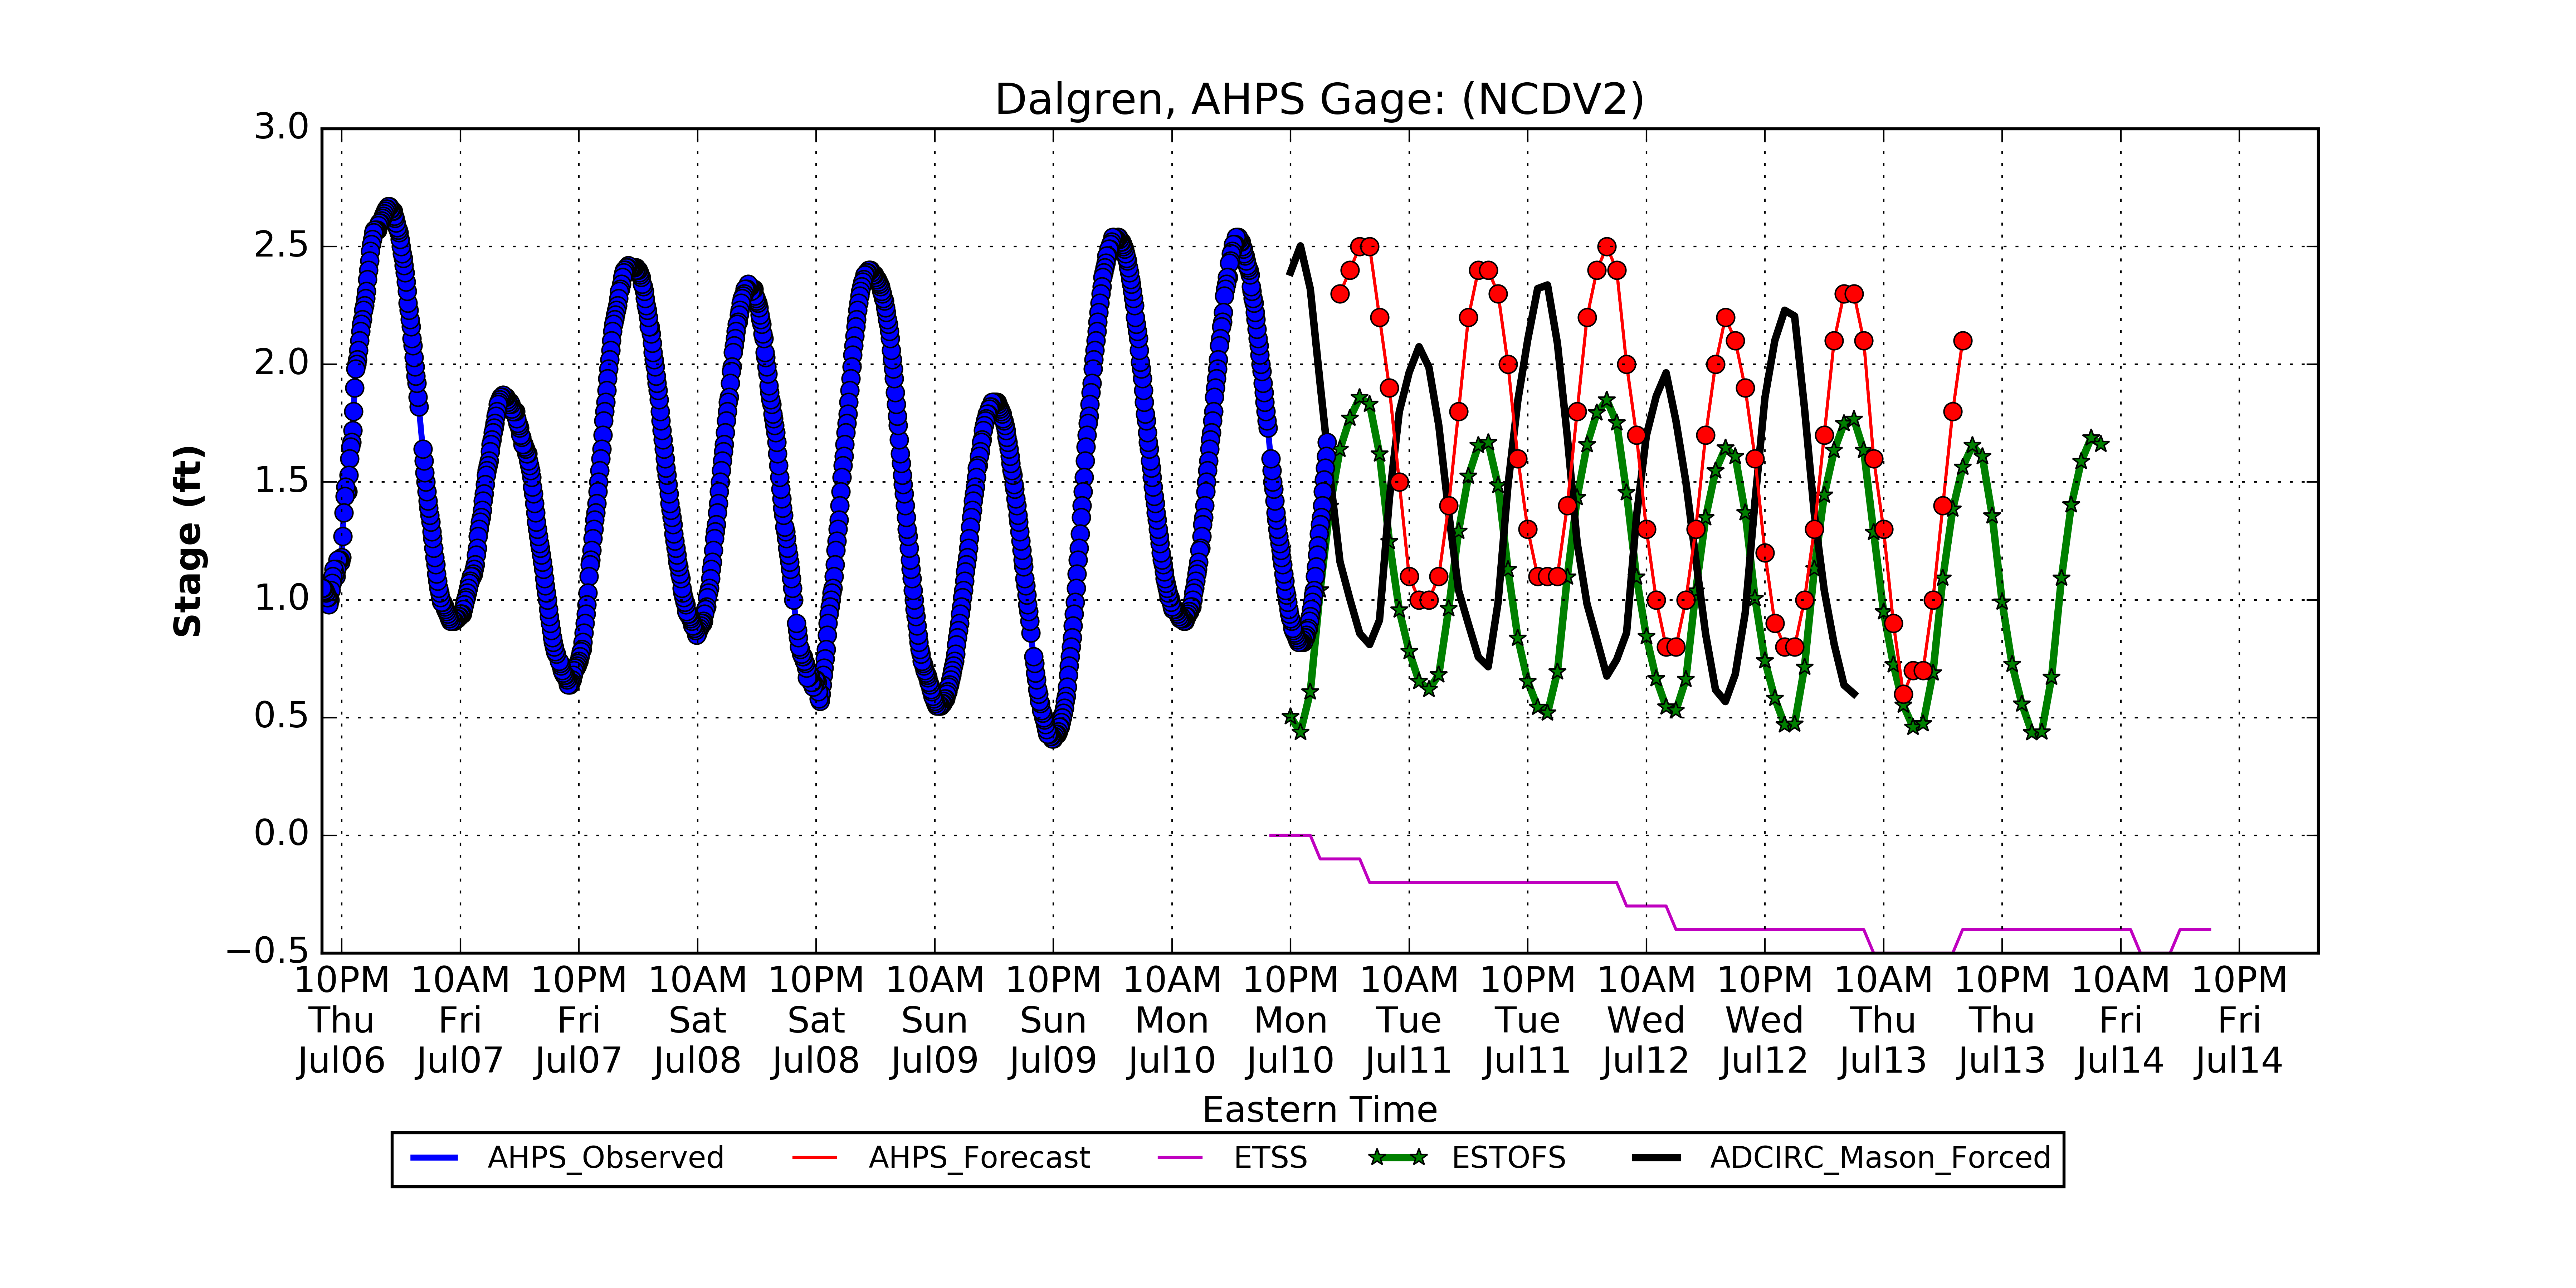 Dalgren, AHPS Gage: (NCDV2)
3.0
2.5
2.0
1.5
1.0
0.5
0.0
−0.5
Stage (ft)
10PM 10AM 10PM 10AM 10PM 10AM 10PM 10AM 10PM 10AM 10PM 10AM 10PM 10AM 10PM 10AM 10PM
Thu Fri Fri Sat Sat Sun Sun Mon Mon Tue Tue Wed Wed Thu Thu Fri Fri
Jul06 Jul07 Jul07 Jul08 Jul08 Jul09 Jul09 Jul10 Jul10 Jul11 Jul11 Jul12 Jul12 Jul13 Jul13 Jul14 Jul14
Eastern Time
AHPS_Observed AHPS_Forecast ETSS ESTOFS ADCIRC_Mason_Forced